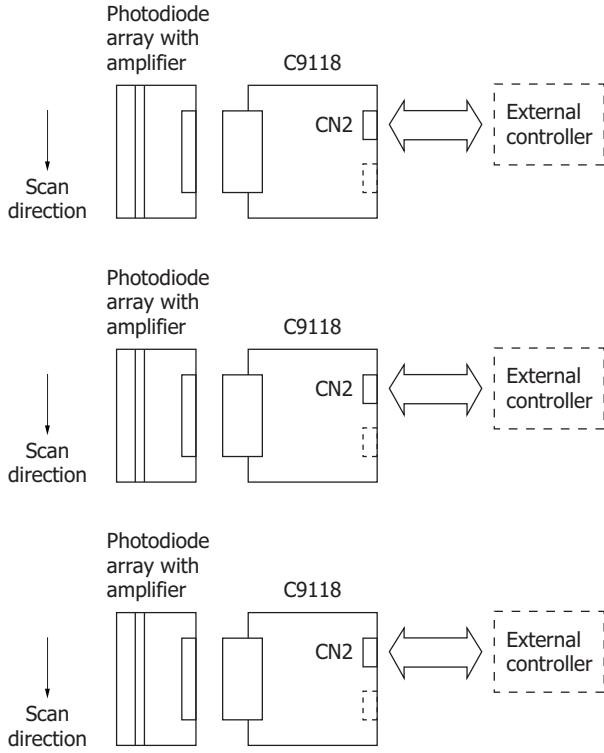 Photodiode
array with
amplifier
C9118
CN2
External
controller
Scan
direction
Photodiode
array with
amplifier
C9118
CN2
External
controller
Scan
direction
Photodiode
array with
amplifier
C9118
CN2
External
controller
Scan
direction